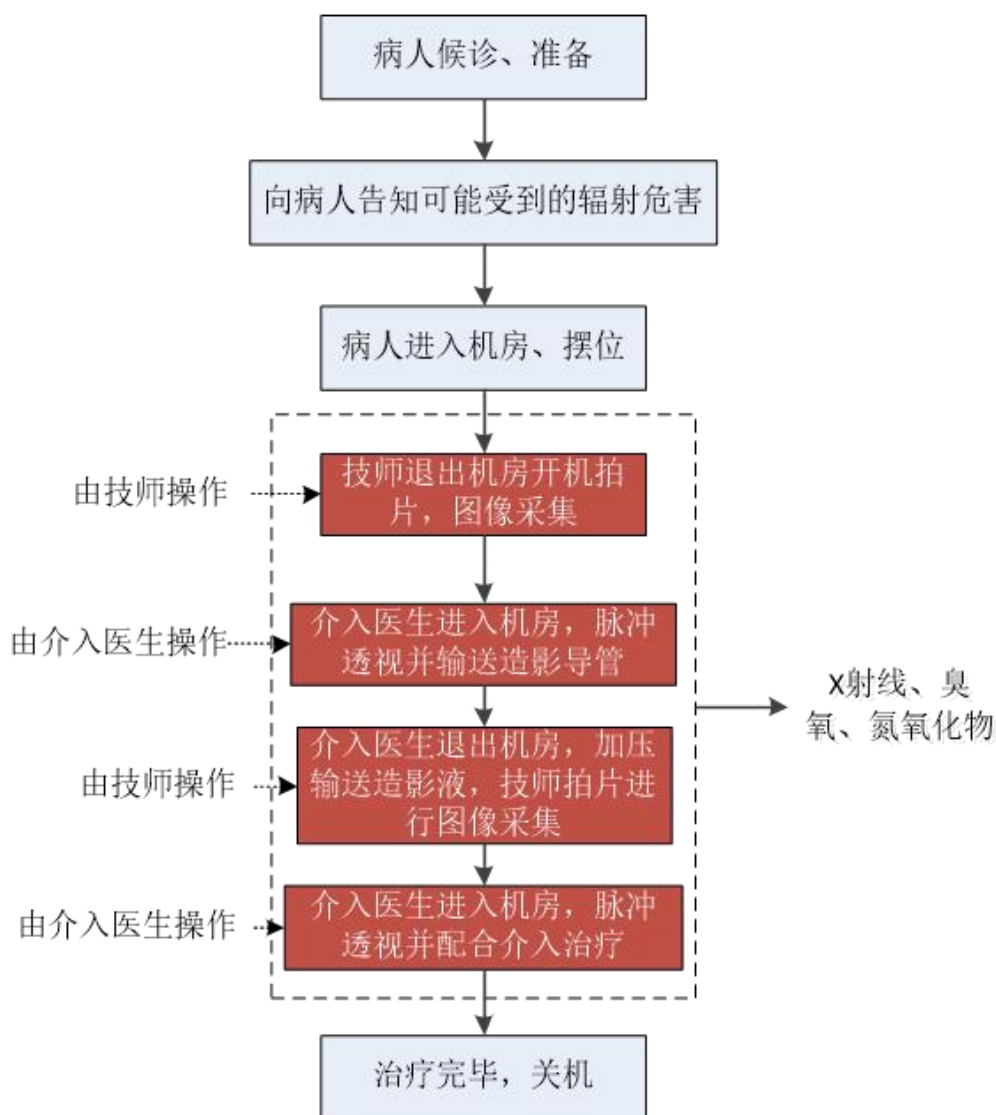 病人候诊、准备
向病人告知可能受到的辐射危害
病人进入机房、摆位
由技师操作
技师退出机房开机拍
片，图像采集
由介入医生操作
介入医生进入机房，脉冲
透视并输送造影导管
X射线、臭
氧、氮氧化物
由技师操作
介入医生退出机房，加压
输送造影液，技师拍片进
行图像采集
由介入医生操作
介入医生进入机房，脉冲
透视并配合介入治疗
治疗完毕，关机